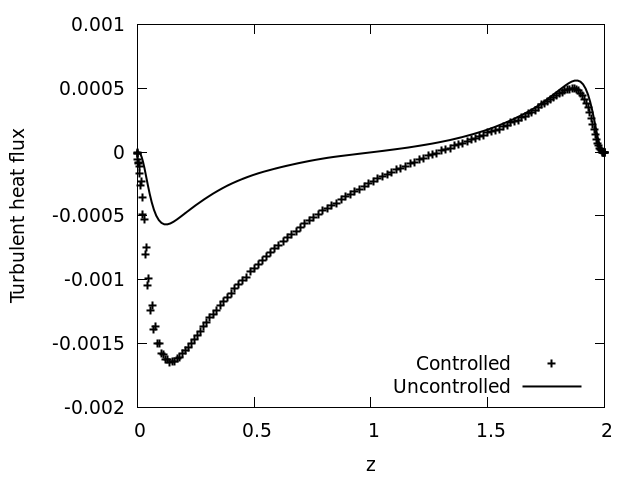 0.001
0.0005
0
-0.0005
-0.001
-0.0015
-0.002
Turbulent heat flux
Controlled
Uncontrolled
0 0.5 1 1.5 2
z